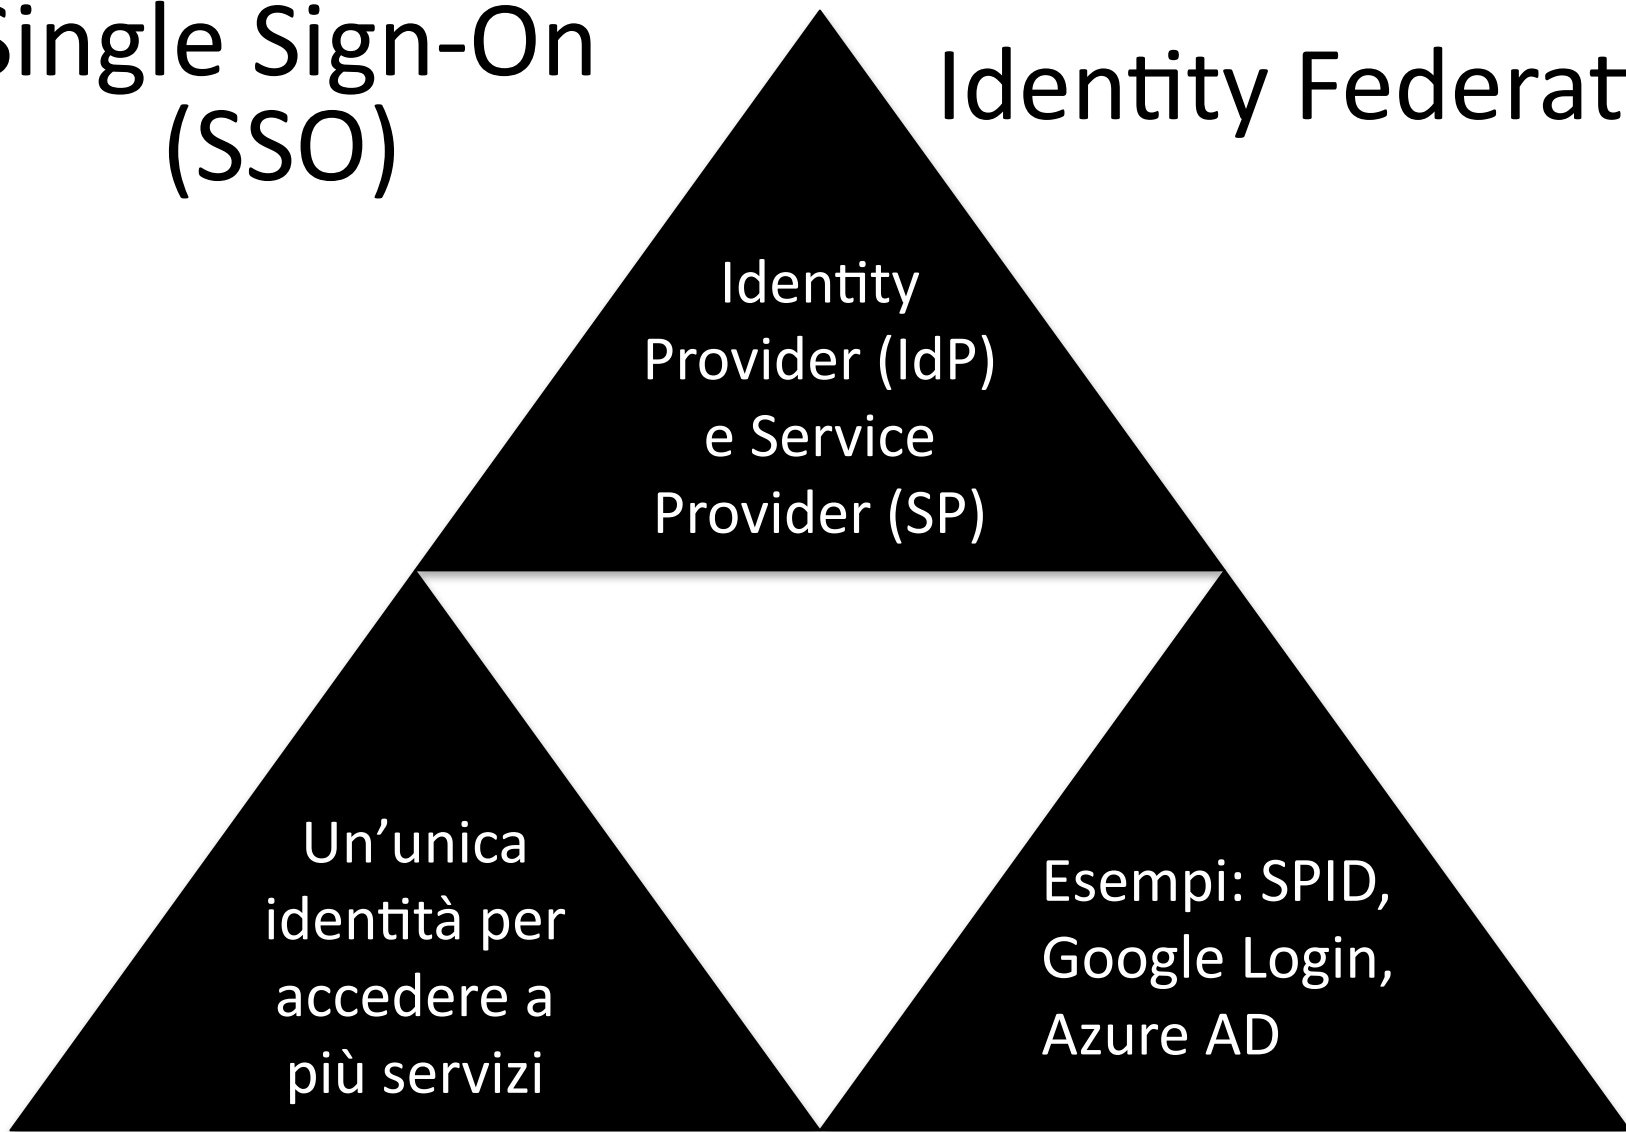 Single Sign-On
(SSO)
Identity Federat
Identity
Provider (IdP)
e Service
Provider (SP)
Un’unica
identità per
accedere a
più servizi
Esempi: SPID,
Google Login,
Azure AD